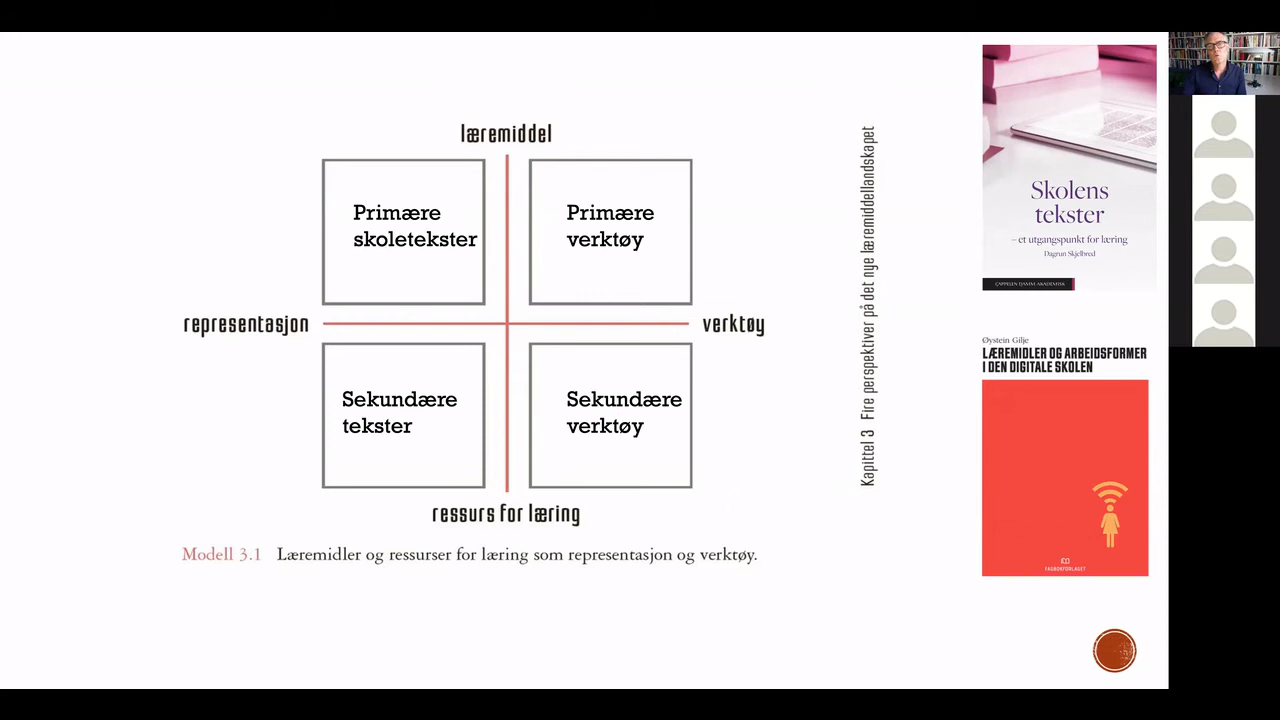 læremiddel
Primære
skoletekster
Primære
verktøy
representasjon
verktøy
Sekundære
tekster
Sekundære
verktøy
ressurs for læring
Modell 3.1 Læremidler og ressurser for læring som representasjon og verktøy.
Kapittel 3 Fire perspektiver på det nye læremiddellandskapet
Skolens
tekster
– et utgangspunkt for læring
Dagrun Skjelbred
CAPPELEN DAMM AKADEMISK
Øystein Gilje
LÆREMIDLER OG ARBEIDSFORMER
I DEN DIGITALE SKOLEN
FAGBOKFORLAGET